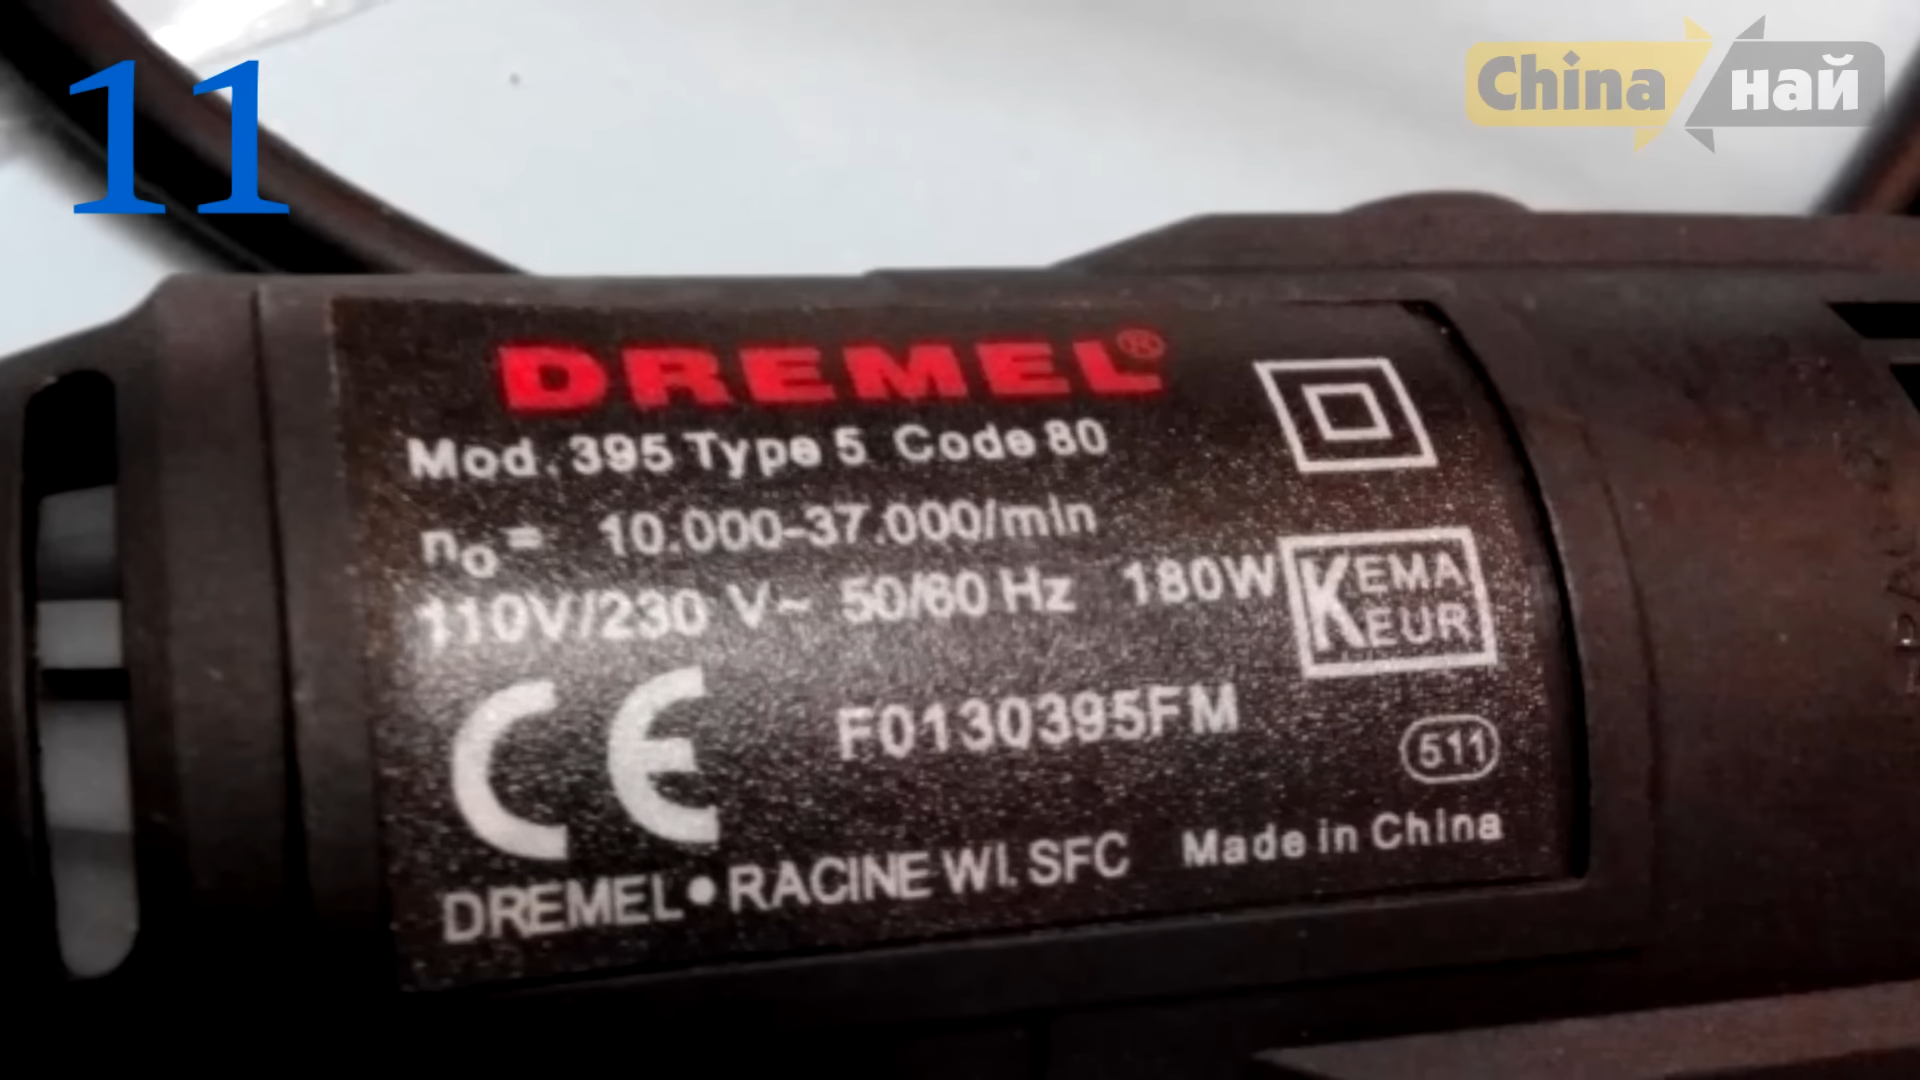 11
China най
DREMEL®
Mod. 395 Type 5 Code 80
no= 10.000-37.000/min
110V/230 V~ 50/60 Hz 180W
KEMA
KEUR
CE
F0130395FM
511
DREMEL•RACINE WI. SFC Made in China